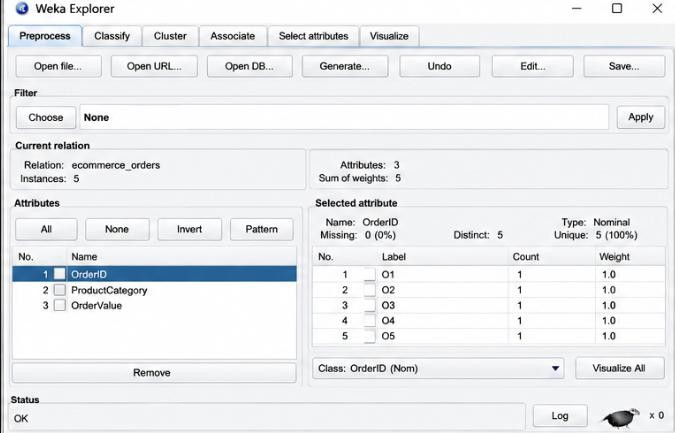 Weka Explorer
Preprocess Classify Cluster Associate Select attributes Visualize
Open file... Open URL... Open DB... Generate... Undo Edit... Save...
Filter
Choose None Apply
Current relation
Relation: ecommerce_orders
Instances: 5
Attributes: 3
Sum of weights: 5
Attributes
All None Invert Pattern
No. Name
1 OrderID
2 ProductCategory
3 OrderValue
Remove
Selected attribute
Name: OrderID Type: Nominal
Missing: 0 (0%) Distinct: 5 Unique: 5 (100%)
No. Label Count Weight
1 O1 1 1.0
2 O2 1 1.0
3 O3 1 1.0
4 O4 1 1.0
5 O5 1 1.0
Class: OrderID (Nom) Visualize All
Status
OK
Log x 0